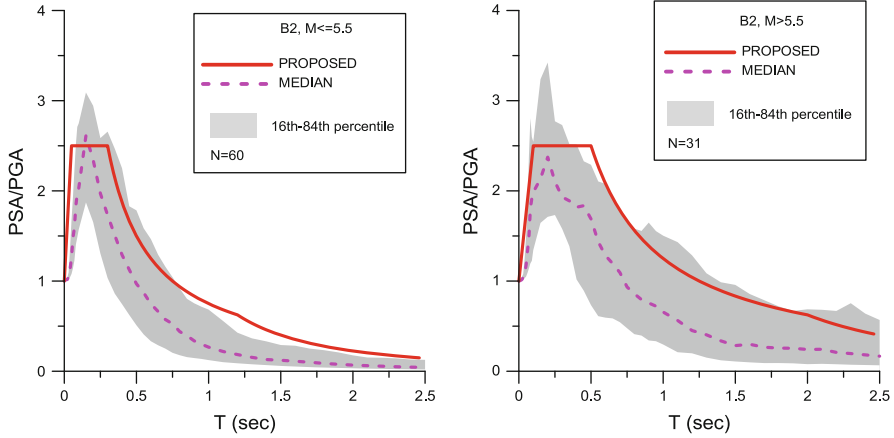 B2, M<=5.5
PROPOSED
MEDIAN
16th-84th percentile
N=60
PSA/PGA
4
3
2
1
0
0 0.5 1 1.5 2 2.5
T (sec)
B2, M>5.5
PROPOSED
MEDIAN
16th-84th percentile
N=31
PSA/PGA
4
3
2
1
0
0 0.5 1 1.5 2 2.5
T (sec)